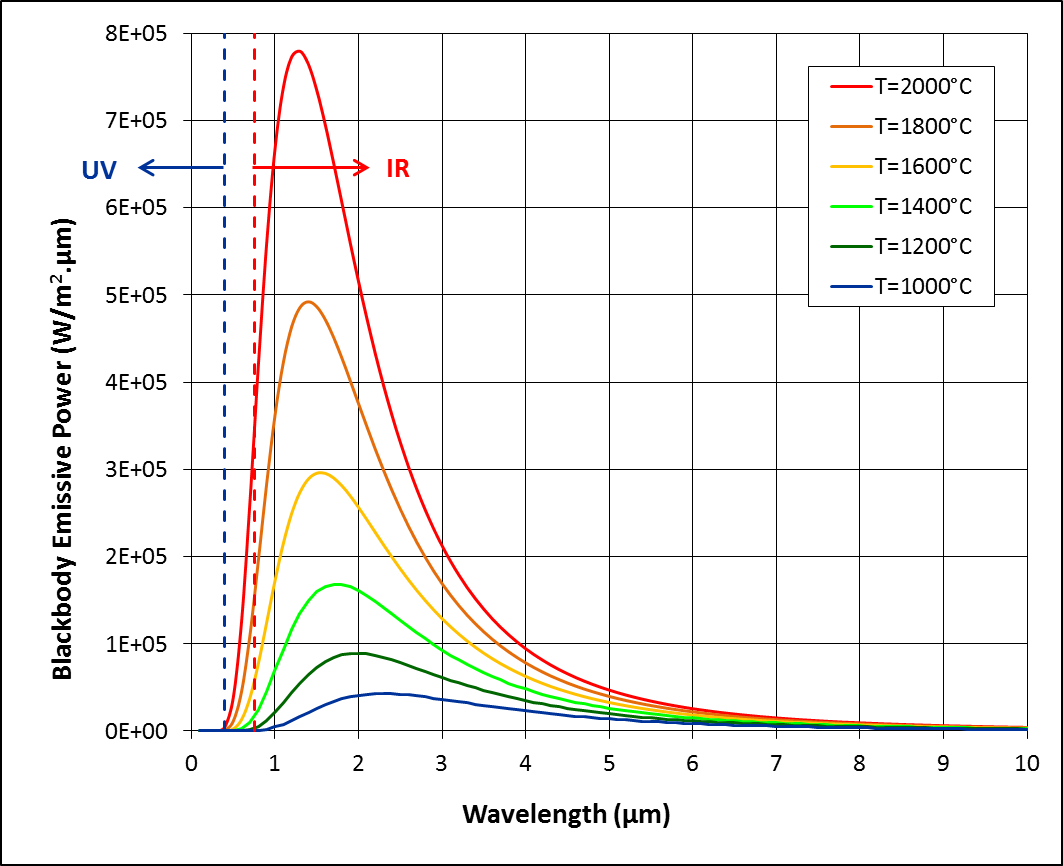 8E+05
7E+05
6E+05
5E+05
4E+05
3E+05
2E+05
1E+05
0E+00
Blackbody Emissive Power (W/m².µm)
UV
IR
T=2000°C
T=1800°C
T=1600°C
T=1400°C
T=1200°C
T=1000°C
0 1 2 3 4 5 6 7 8 9 10
Wavelength (µm)